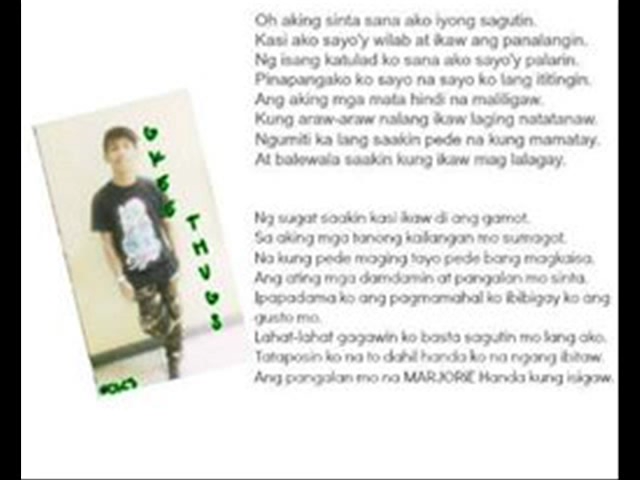 Oh aking sinta sana ako iyong sagutin.
Kasi ako sayo'y wilab at ikaw ang panalangin.
Ng isang katulad ko sana ako sayo'y palarin.
Pinapangako ko sayo na sayo ko lang ititingin.
Ang aking mga mata hindi na maliligaw.
Kung araw-araw nalang ikaw laging natatanaw.
Ngumiti ka lang saakin pede na kung mamatay.
At balewala saakin kung ikaw mag lalagay.
Ng sugat saakin kasi ikaw di ang gamot.
Sa aking mga tanong kailangan mo sumagot.
Na kung pede maging tayo pede bang magkaisa.
Ang ating mga damdamin at pangalan mo sinta.
Ipapadama ko ang pagmamahal ko ibibigay ko ang
gusto mo.
Lahat-lahat gagawin ko basta sagutin mo lang ako.
Tataposin ko na to dahil handa ko na ngang ibitaw.
Ang pangalan mo na MARJORIE Handa kung isigaw.
THUGS